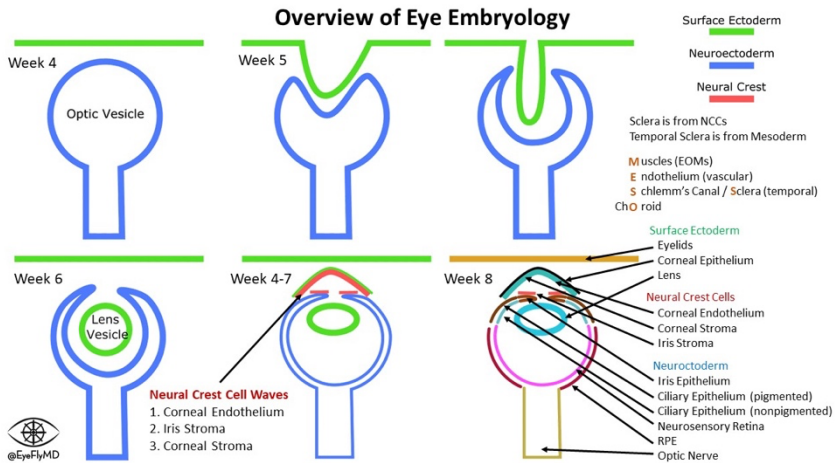 Overview of Eye Embryology
Surface Ectoderm
Neuroectoderm
Neural Crest
Week 4
Optic Vesicle
Week 5
Sclera is from NCCs
Temporal Sclera is from Mesoderm
Muscles (EOMs)
Endothelium (vascular)
Schlemm's Canal / Sclera (temporal)
ChOroid
Week 6
Lens
Vesicle
Week 4-7
Neural Crest Cell Waves
1. Corneal Endothelium
2. Iris Stroma
3. Corneal Stroma
Week 8
Surface Ectoderm
Eyelids
Corneal Epithelium
Lens
Neural Crest Cells
Corneal Endothelium
Corneal Stroma
Iris Stroma
Neuroctoderm
Iris Epithelium
Ciliary Epithelium (pigmented)
Ciliary Epithelium (nonpigmented)
Neurosensory Retina
RPE
Optic Nerve
@EyeFlyMD